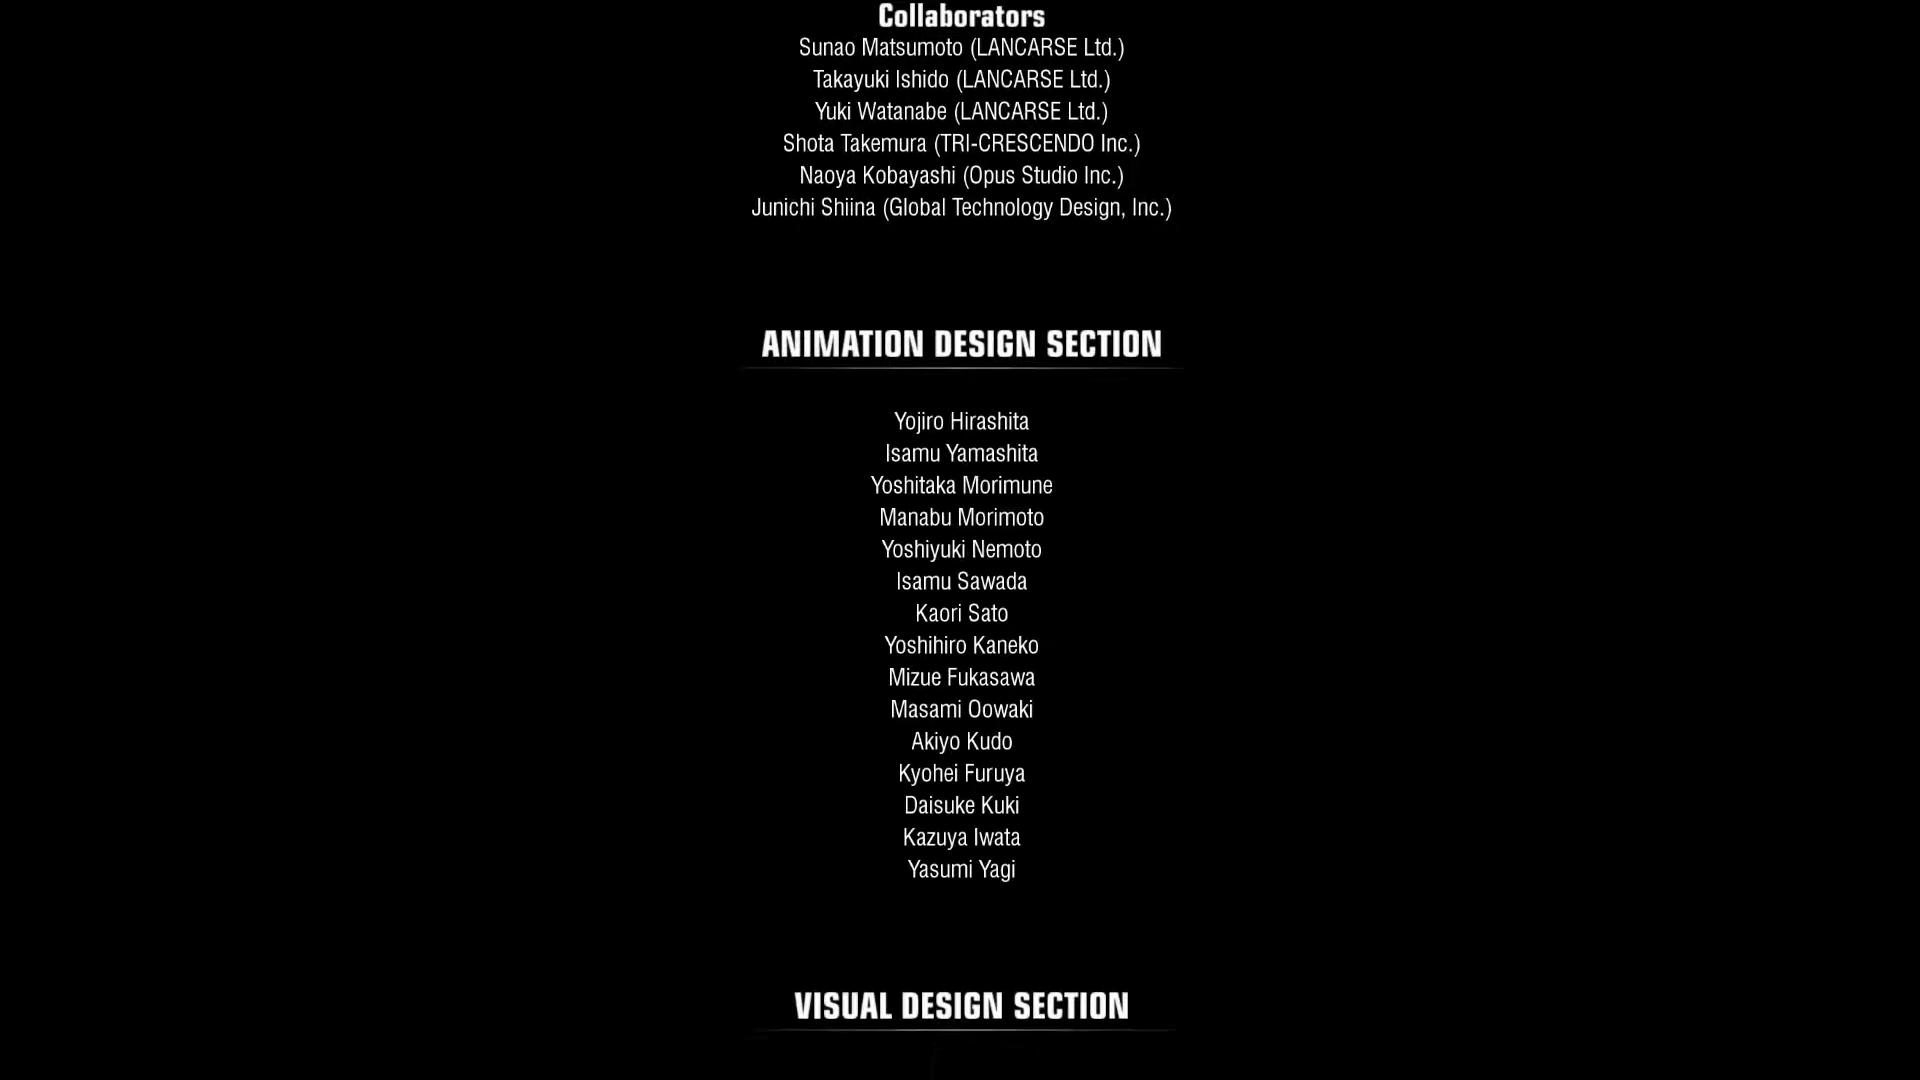 Collaborators
Sunao Matsumoto (LANCARSE Ltd.)
Takayuki Ishido (LANCARSE Ltd.)
Yuki Watanabe (LANCARSE Ltd.)
Shota Takemura (TRI-CRESCENDO Inc.)
Naoya Kobayashi (Opus Studio Inc.)
Junichi Shiina (Global Technology Design, Inc.)
ANIMATION DESIGN SECTION
Yojiro Hirashita
Isamu Yamashita
Yoshitaka Morimune
Manabu Morimoto
Yoshiyuki Nemoto
Isamu Sawada
Kaori Sato
Yoshihiro Kaneko
Mizue Fukasawa
Masami Oowaki
Akiyo Kudo
Kyohei Furuya
Daisuke Kuki
Kazuya Iwata
Yasumi Yagi
VISUAL DESIGN SECTION